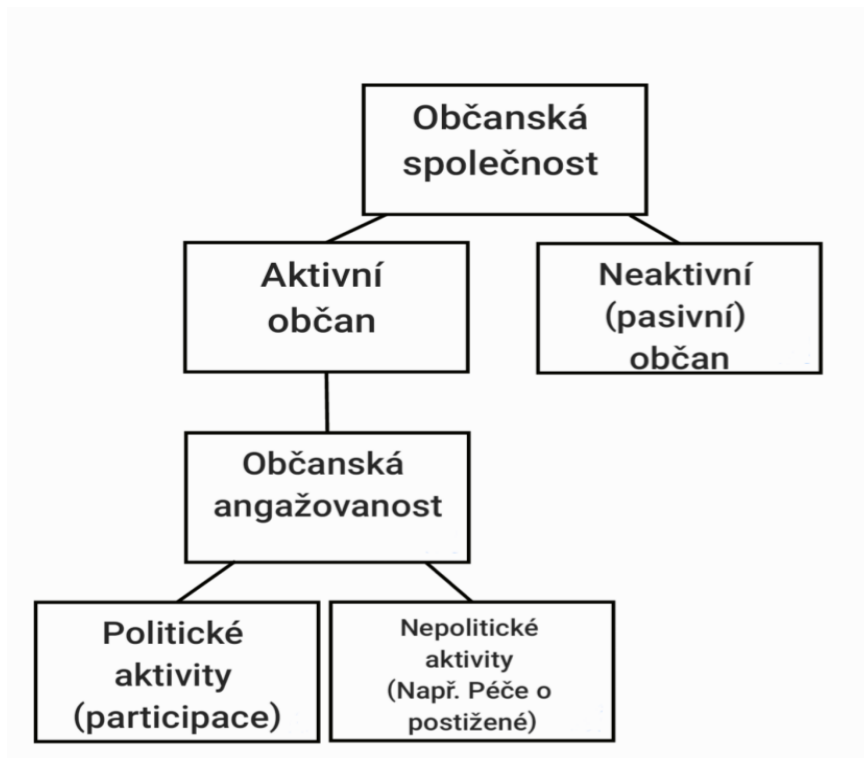 Občanská
společnost
Aktivní
občan
Neaktivní
(pasivní)
občan
Občanská
angažovanost
Politické
aktivity
(participace)
Nepolitické
aktivity
(Např. Péče o
postižené)